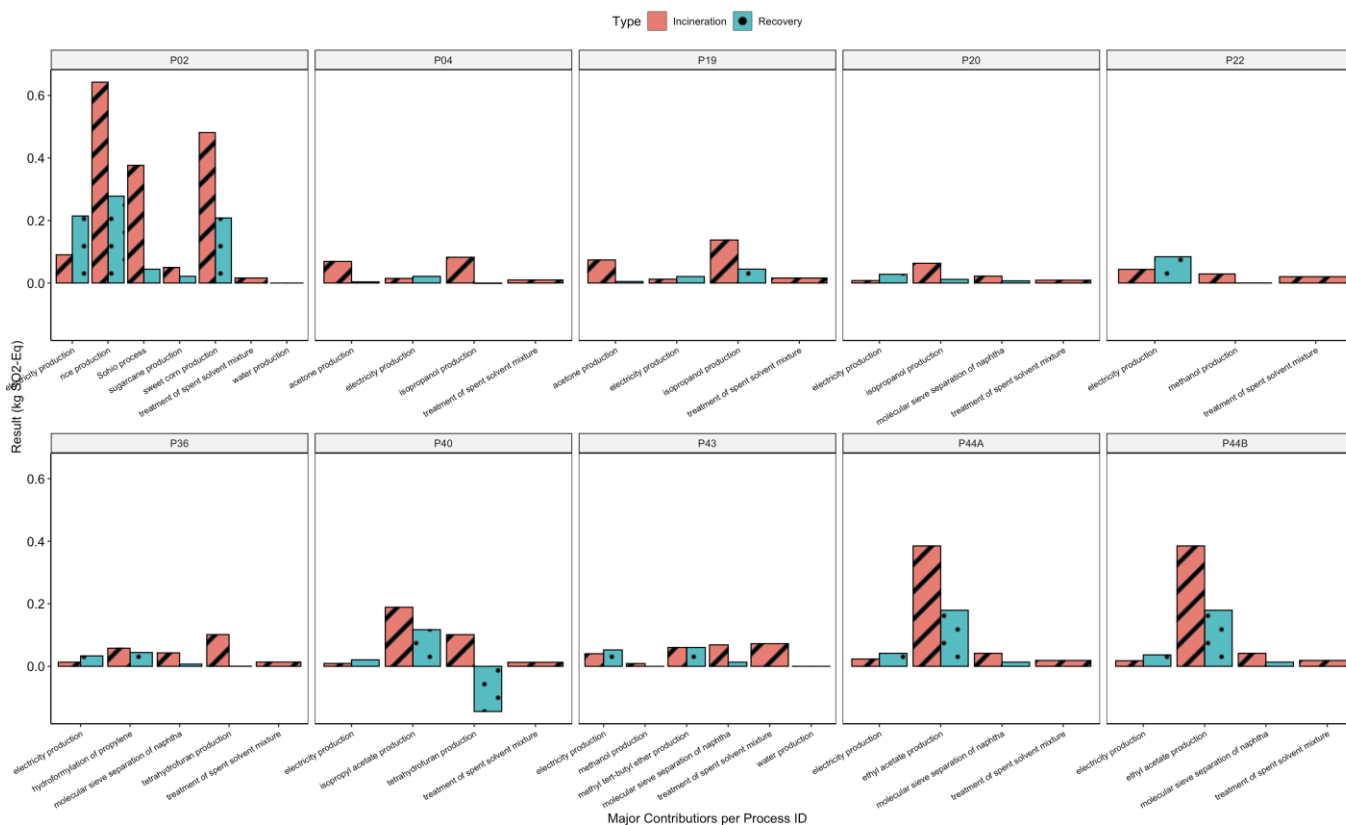 Type Incineration Recovery
P02 P04 P19 P20 P22
0.6
0.4
0.2
0.0
electricity production
rice production
Sohio process
sugarcane production
sweet corn production
treatment of spent solvent mixture
water production
acetone production
electricity production
isopropanol production
treatment of spent solvent mixture
acetone production
electricity production
isopropanol production
treatment of spent solvent mixture
electricity production
isopropanol production
molecular sieve separation of naphtha
treatment of spent solvent mixture
electricity production
methanol production
treatment of spent solvent mixture
Result (kg SO2-Eq)
P36 P40 P43 P44A P44B
0.6
0.4
0.2
0.0
electricity production
hydroformylation of propylene
molecular sieve separation of naphtha
tetrahydrofuran production
treatment of spent solvent mixture
electricity production
isopropyl acetate production
tetrahydrofuran production
treatment of spent solvent mixture
electricity production
methanol production
methyl tert-butyl ether production
molecular sieve separation of naphtha
treatment of spent solvent mixture
water production
electricity production
ethyl acetate production
molecular sieve separation of naphtha
treatment of spent solvent mixture
electricity production
ethyl acetate production
molecular sieve separation of naphtha
treatment of spent solvent mixture
Major Contributiors per Process ID